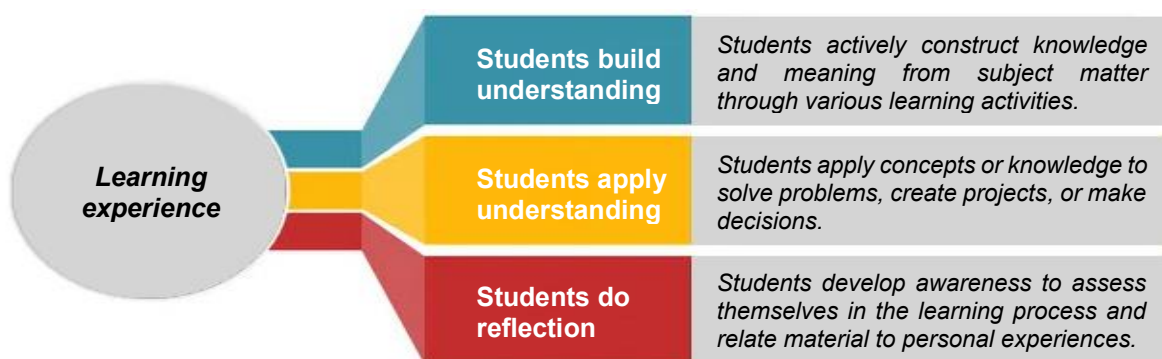 Learning
experience
Students build
understanding
Students actively construct knowledge
and meaning from subject matter
through various learning activities.
Students apply
understanding
Students apply concepts or knowledge to
solve problems, create projects, or make
decisions.
Students do
reflection
Students develop awareness to assess
themselves in the learning process and
relate material to personal experiences.